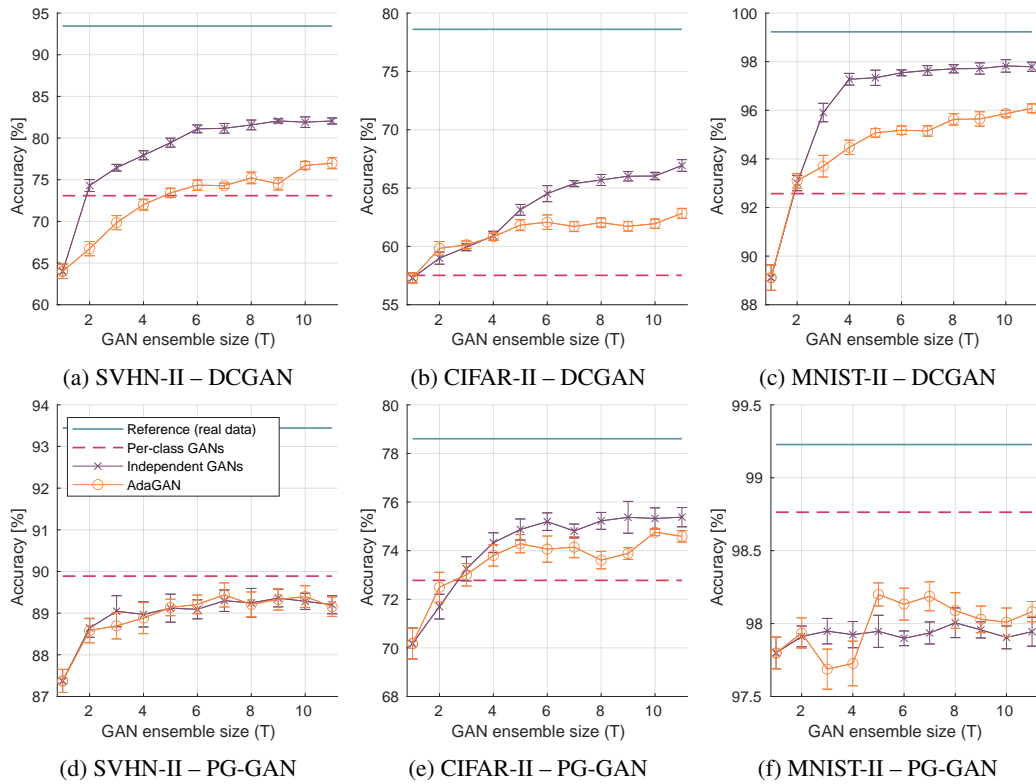 95
90
85
80
75
70
65
60
Accuracy [%]
2 4 6 8 10
GAN ensemble size (T)
(a) SVHN-II – DCGAN
80
75
70
65
60
55
Accuracy [%]
2 4 6 8 10
GAN ensemble size (T)
(b) CIFAR-II – DCGAN
100
98
96
94
92
90
88
Accuracy [%]
2 4 6 8 10
GAN ensemble size (T)
(c) MNIST-II – DCGAN
94
93
92
91
90
89
88
87
Accuracy [%]
Reference (real data)
Per-class GANs
Independent GANs
AdaGAN
2 4 6 8 10
GAN ensemble size (T)
(d) SVHN-II – PG-GAN
80
78
76
74
72
70
68
Accuracy [%]
2 4 6 8 10
GAN ensemble size (T)
(e) CIFAR-II – PG-GAN
99.5
99
98.5
98
97.5
Accuracy [%]
2 4 6 8 10
GAN ensemble size (T)
(f) MNIST-II – PG-GAN